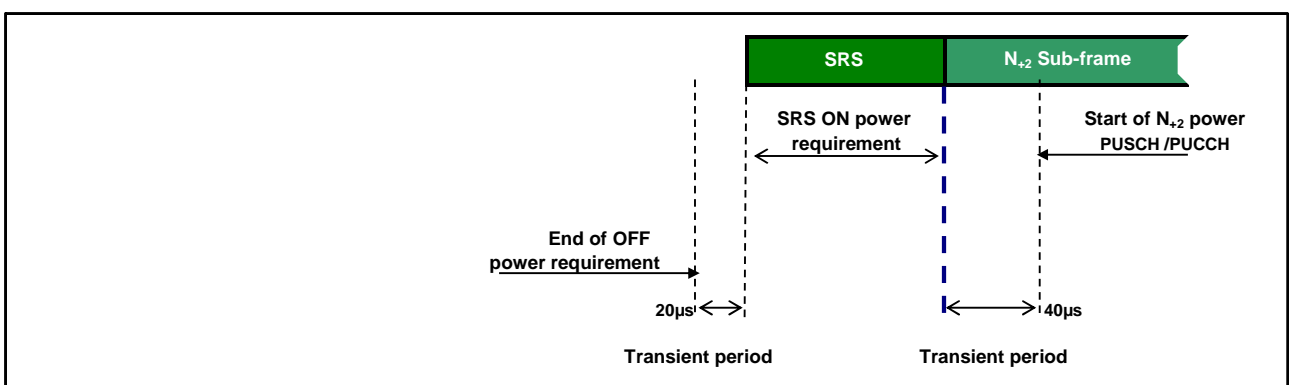 SRS
N+2 Sub-frame
SRS ON power
requirement
Start of N+2 power
PUSCH /PUCCH
End of OFF
power requirement
20µs
40µs
Transient period
Transient period